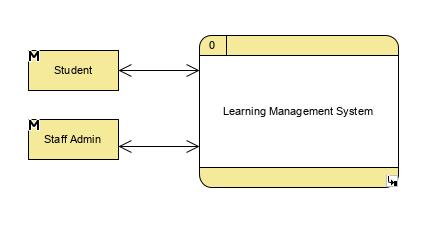 M
0
Student
Learning Management System
M
Staff Admin